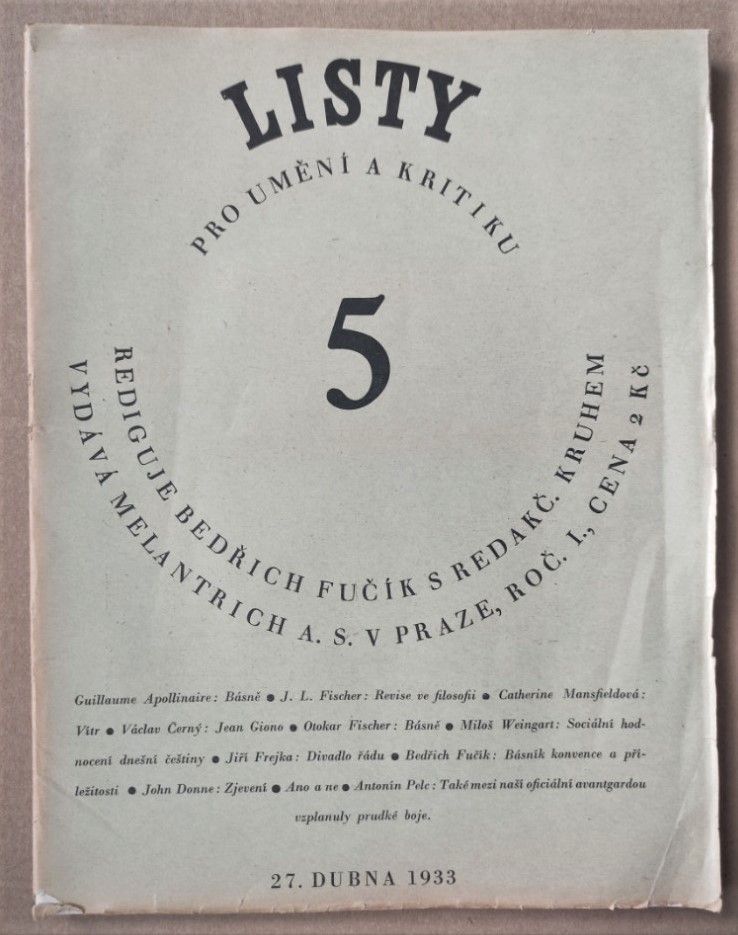 LISTY
PRO UMĚNÍ A KRITIKU
5
REDIGUJE BEDŘICH FUČÍK S REDAKČ. KRUHEM
VYDÁVÁ MELANTRICH A. S. V PRAZE, ROČ. I., CENA 2 Kč
Guillaume Apollinaire: Básně ● J. L. Fischer: Revise ve filosofii ● Catherine Mansfieldová:
Vítr ● Václav Černý: Jean Giono ● Otokar Fischer: Básně ● Miloš Weingart: Sociální hod-
nocení dnešní češtiny ● Jiří Frejka: Divadlo řádu ● Bedřich Fučík: Básník konvence a pří-
ležitosti ● John Donne: Zjevení ● Ano a ne ● Antonín Pelc: Také mezi naší oficiální avantgardou
vzplanuly prudké boje.
27. DUBNA 1933